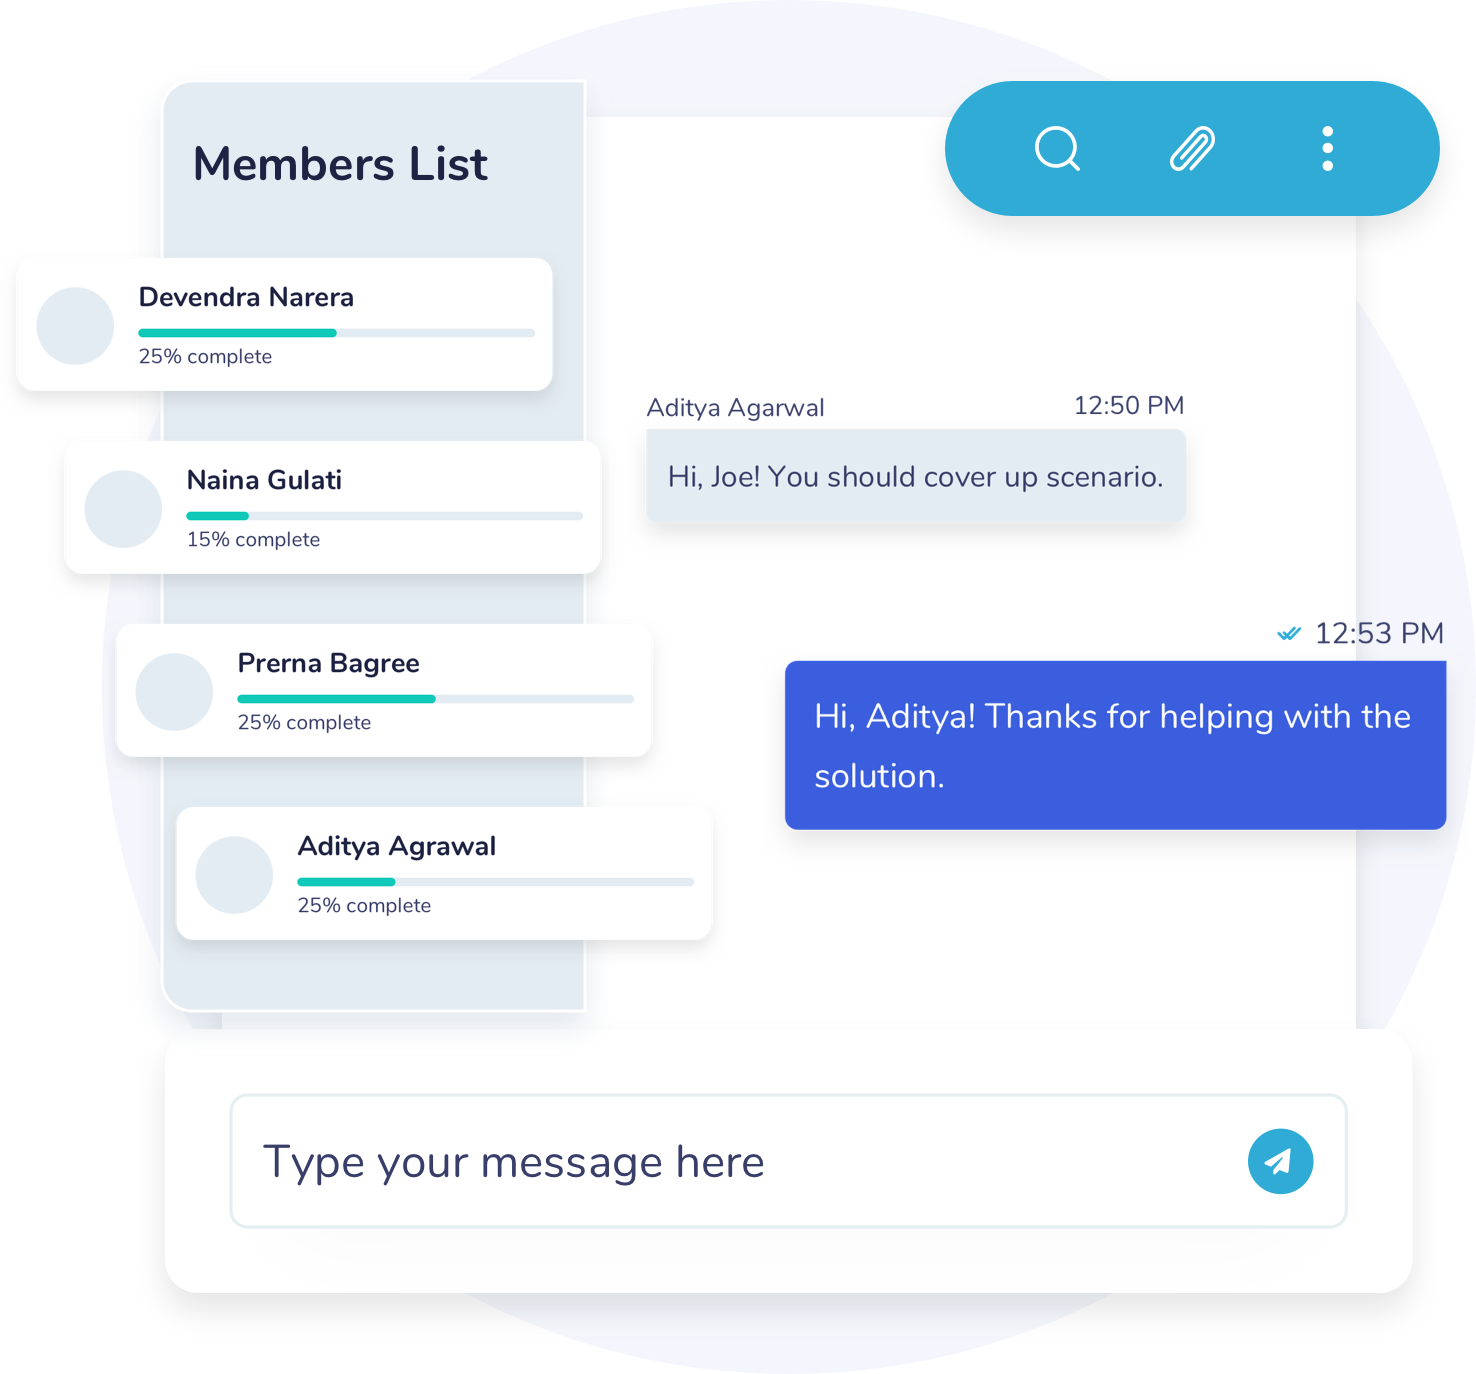 Members List
Devendra Narera
25% complete
Naina Gulati
15% complete
Prerna Bagree
25% complete
Aditya Agrawal
25% complete
Aditya Agarwal
12:50 PM
Hi, Joe! You should cover up scenario.
12:53 PM
Hi, Aditya! Thanks for helping with the
solution.
Type your message here